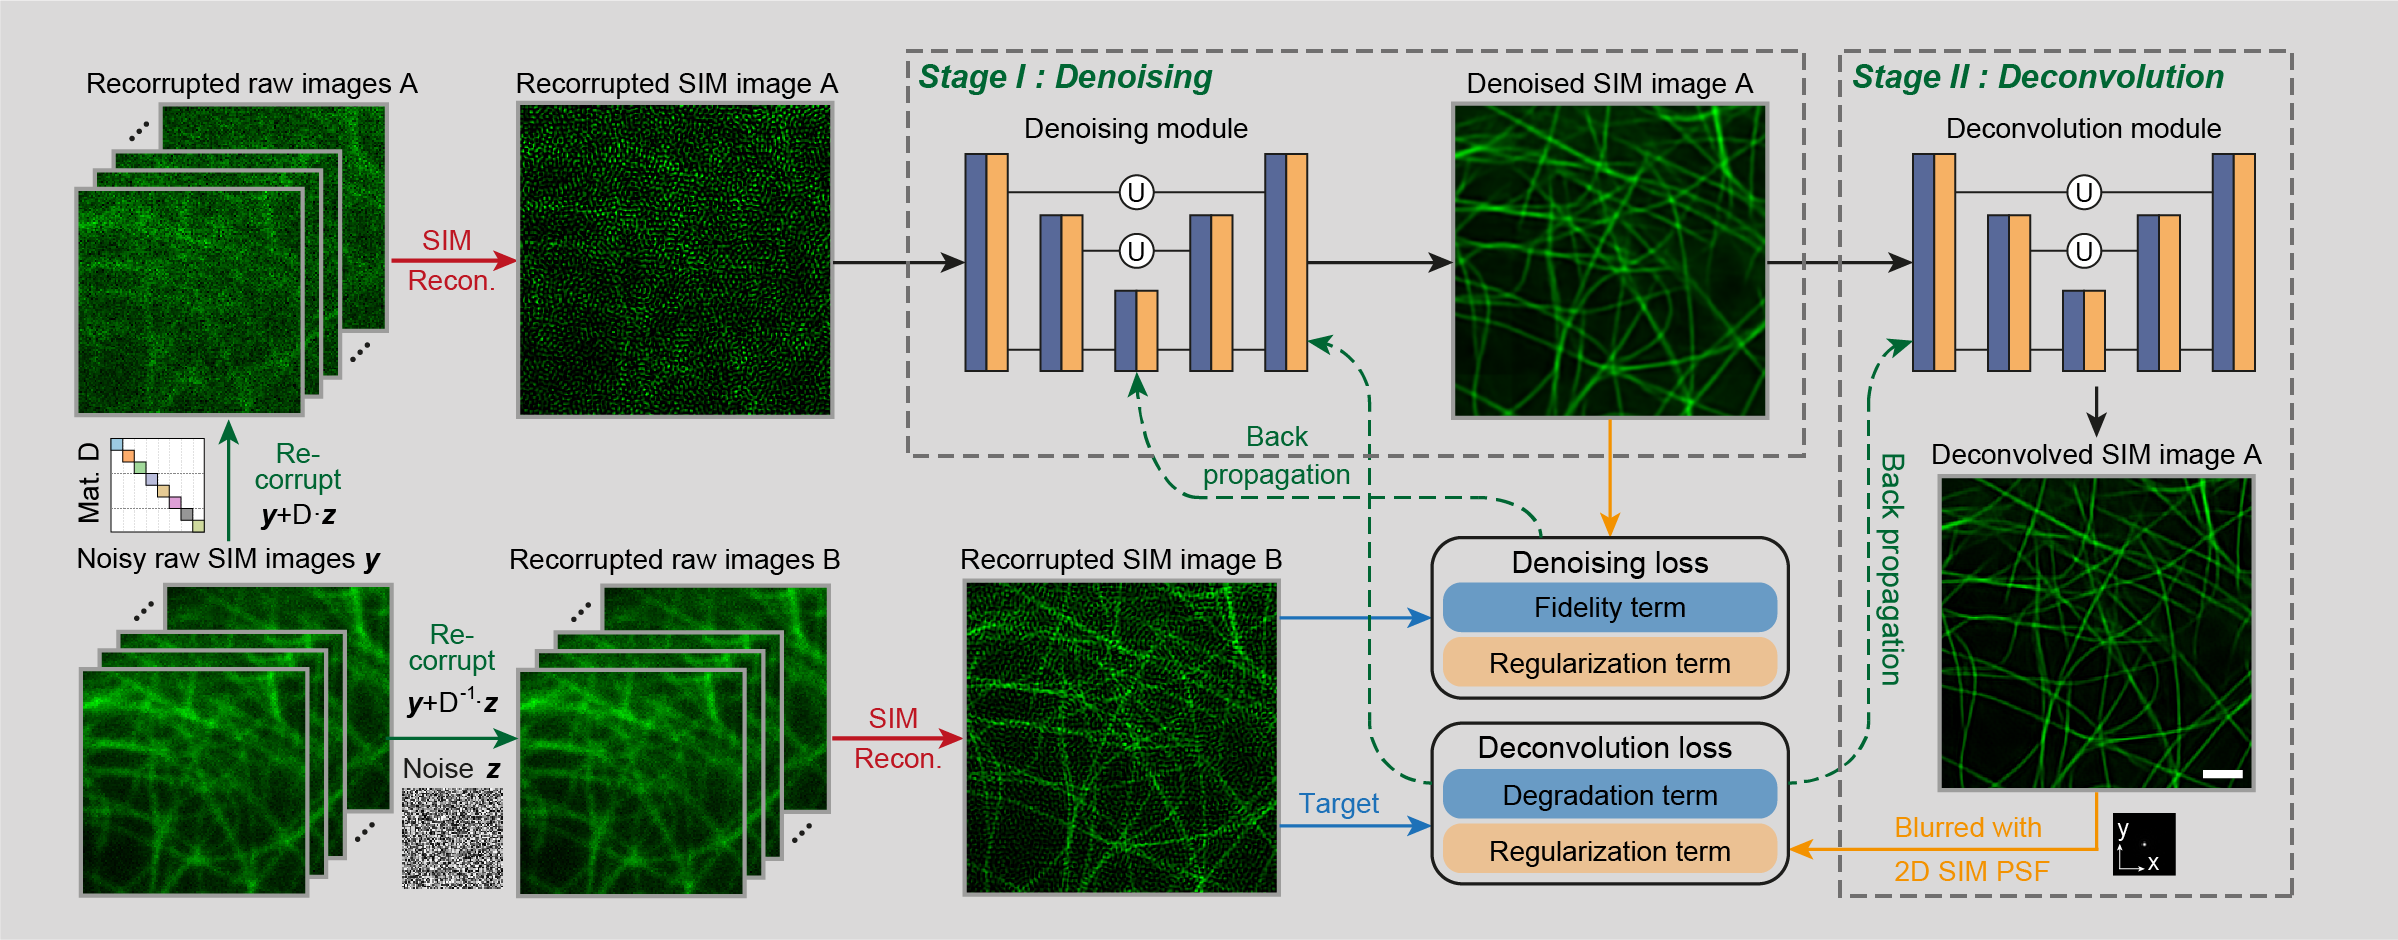 Recorrupted raw images A
SIM
Recon.
Recorrupted SIM image A
Stage I : Denoising
Denoising module
U
U
Denoised SIM image A
Stage II : Deconvolution
Deconvolution module
U
U
Mat. D
Re-
corrupt
y+D·z
Noisy raw SIM images y
Re-
corrupt
y+D⁻¹·z
Noise z
Recorrupted raw images B
SIM
Recon.
Recorrupted SIM image B
Back
propagation
Target
Denoising loss
Fidelity term
Regularization term
Deconvolution loss
Degradation term
Regularization term
Back propagation
Deconvolved SIM image A
Blurred with
2D SIM PSF
y
x